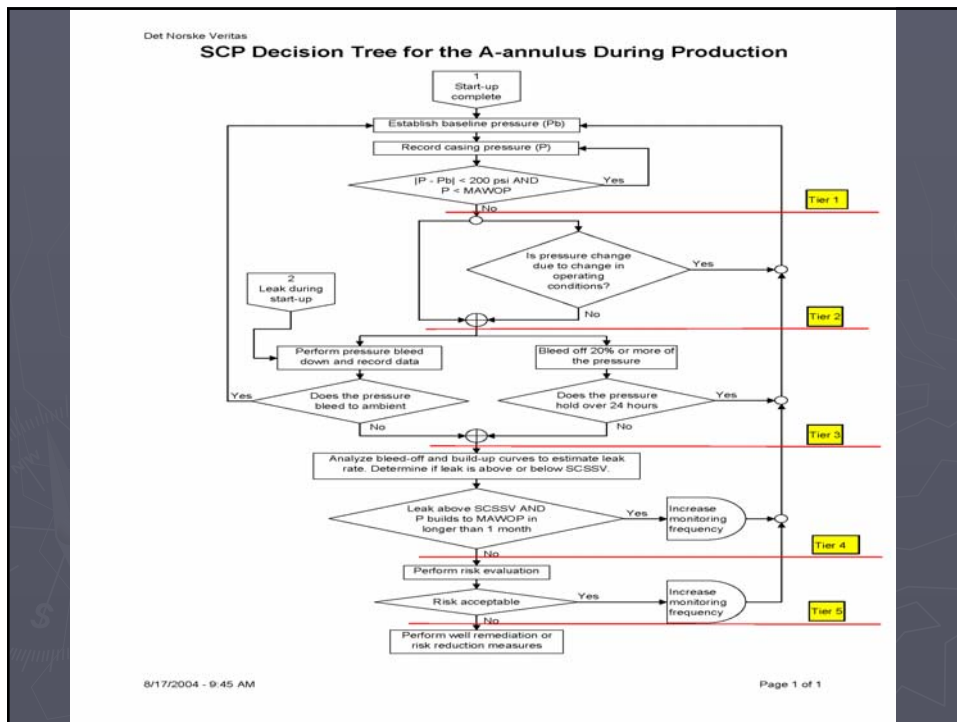 Det Norske Veritas
SCP Decision Tree for the A-annulus During Production
1
Start-up
complete
Establish baseline pressure (Pb)
Record casing pressure (P)
|P - Pb| < 200 psi AND
P < MAWOP
Yes
No
Tier 1
Is pressure change
due to change in
operating
conditions?
Yes
No
2
Leak during
start-up
Tier 2
Perform pressure bleed
down and record data
Bleed off 20% or more of
the pressure
Yes
Does the pressure
bleed to ambient
Does the pressure
hold over 24 hours
Yes
No
No
Tier 3
Analyze bleed-off and build-up curves to estimate leak
rate. Determine if leak is above or below SCSSV.
Leak above SCSSV AND
P builds to MAWOP in
longer than 1 month
Yes
Increase
monitoring
frequency
No
Tier 4
Perform risk evaluation
Risk acceptable
Yes
Increase
monitoring
frequency
No
Tier 5
Perform well remediation or
risk reduction measures
8/17/2004 - 9:45 AM
Page 1 of 1